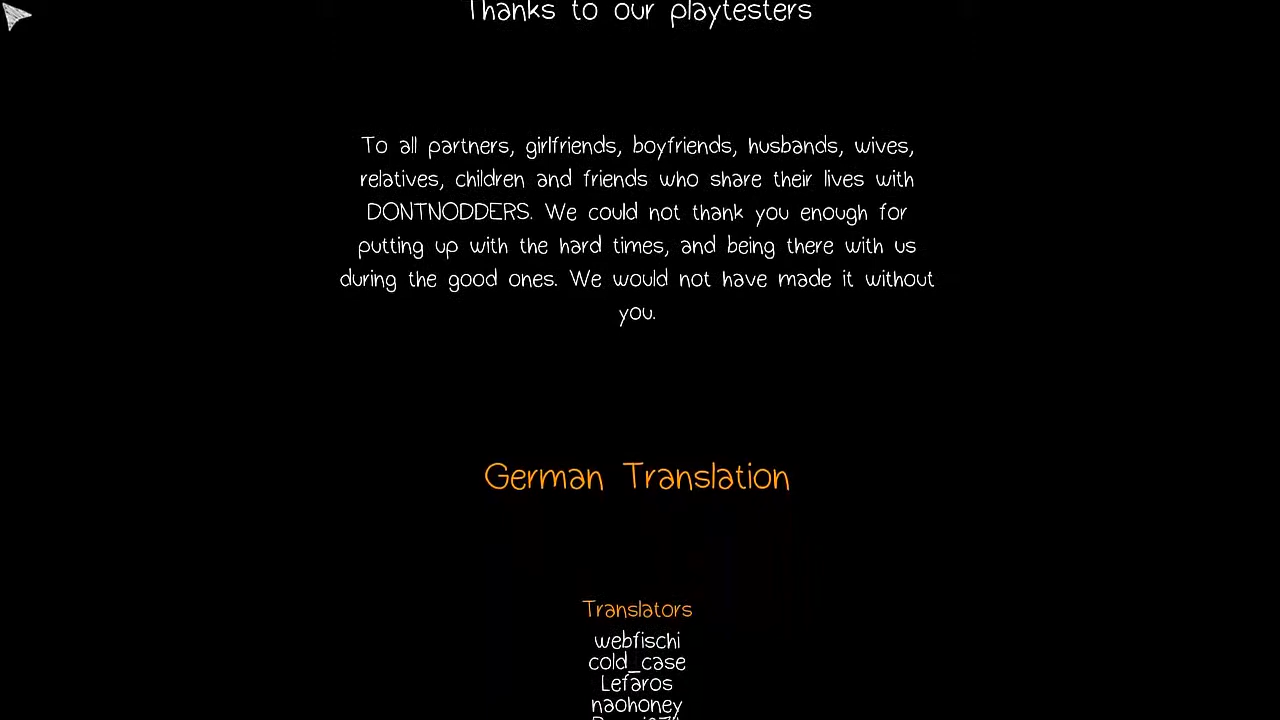 Thanks to our playtesters
To all partners, girlfriends, boyfriends, husbands, wives,
relatives, children and friends who share their lives with
DONTNODDERS. We could not thank you enough for
putting up with the hard times, and being there with us
during the good ones. We would not have made it without
you.
German Translation
Translators
webfischi
cold_case
Lefaros
naohoney